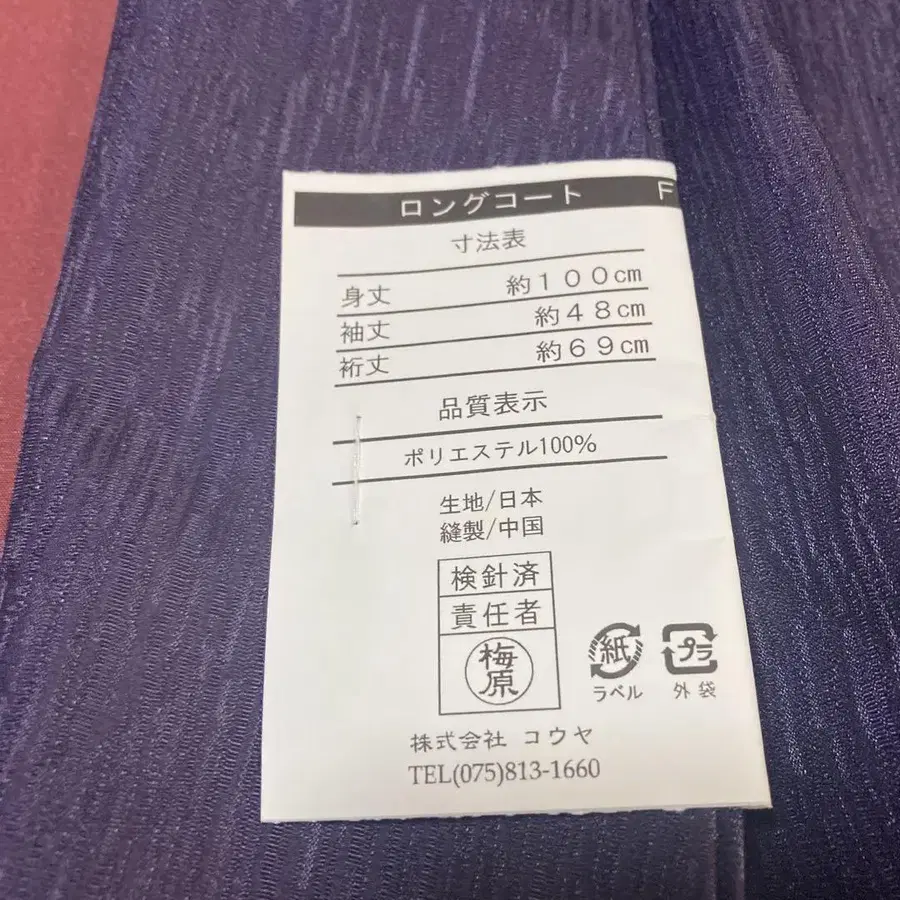 ロングコート F
寸法表
身丈 約100cm
袖丈 約48cm
裄丈 約69cm
品質表示
ポリエステル100%
生地/日本
縫製/中国
検針済
責任者
梅原
紙
ラベル
プラ
外袋
株式会社 コウヤ
TEL(075)813-1660